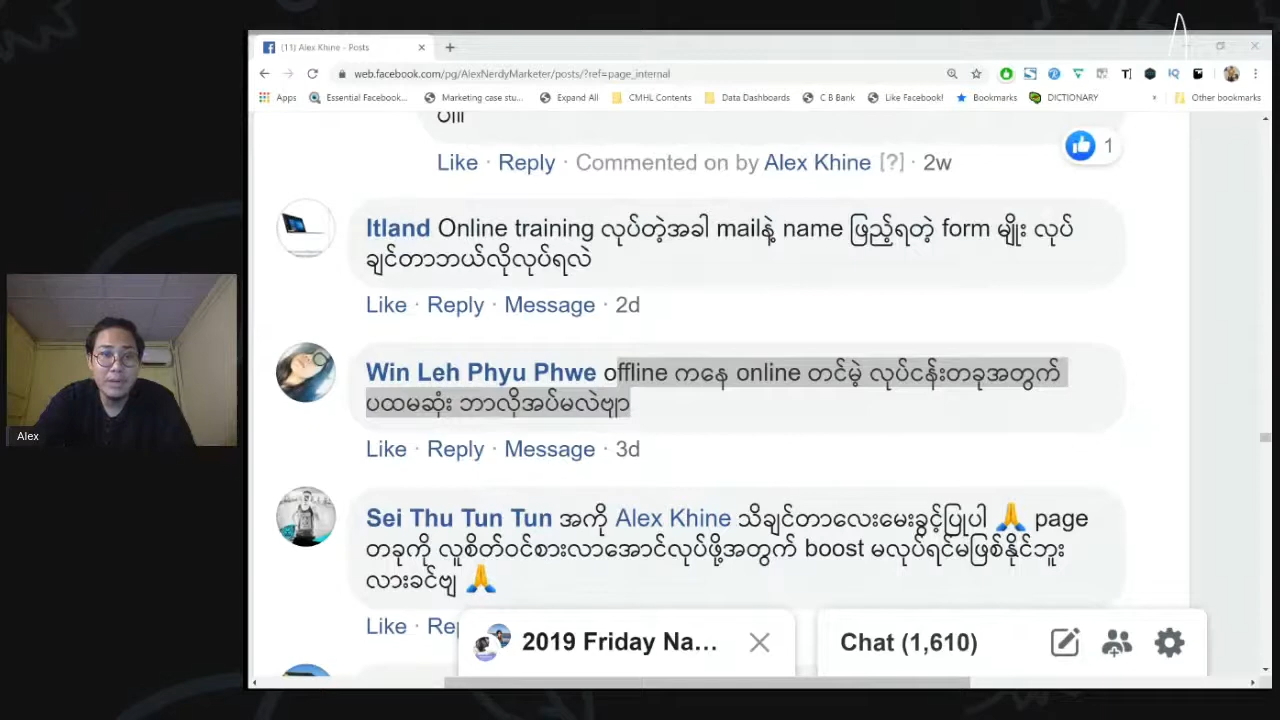 (11) Alex Khine - Posts
web.facebook.com/pg/AlexNerdyMarketer/posts/?ref=page_internal
Apps
Essential Facebook...
Marketing case stu...
Expand All
CMHL Contents
Data Dashboards
C B Bank
Like Facebook!
Bookmarks
DICTIONARY
Other bookmarks
Like · Reply · Commented on by Alex Khine [?] · 2w
1
Itland Online training လုပ်တဲ့အခါ mailနဲ့ name ဖြည့်ရတဲ့ form မျိုး လုပ်
ချင်တာဘယ်လိုလုပ်ရလဲ
Like · Reply · Message · 2d
Win Leh Phyu Phwe offline ကနေ online တင်မဲ့ လုပ်ငန်းတခုအတွက်
ပထမဆုံး ဘာလိုအပ်မလဲဗျာ
Like · Reply · Message · 3d
Sei Thu Tun Tun အကို Alex Khine သိချင်တာလေးမေးခွင့်ပြုပါ 🙏 page
တခုကို လူစိတ်ဝင်စားလာအောင်လုပ်ဖို့အတွက် boost မလုပ်ရင်မဖြစ်နိုင်ဘူး
လားခင်ဗျ 🙏
Like · Rep
2019 Friday Na...
Chat (1,610)
Alex